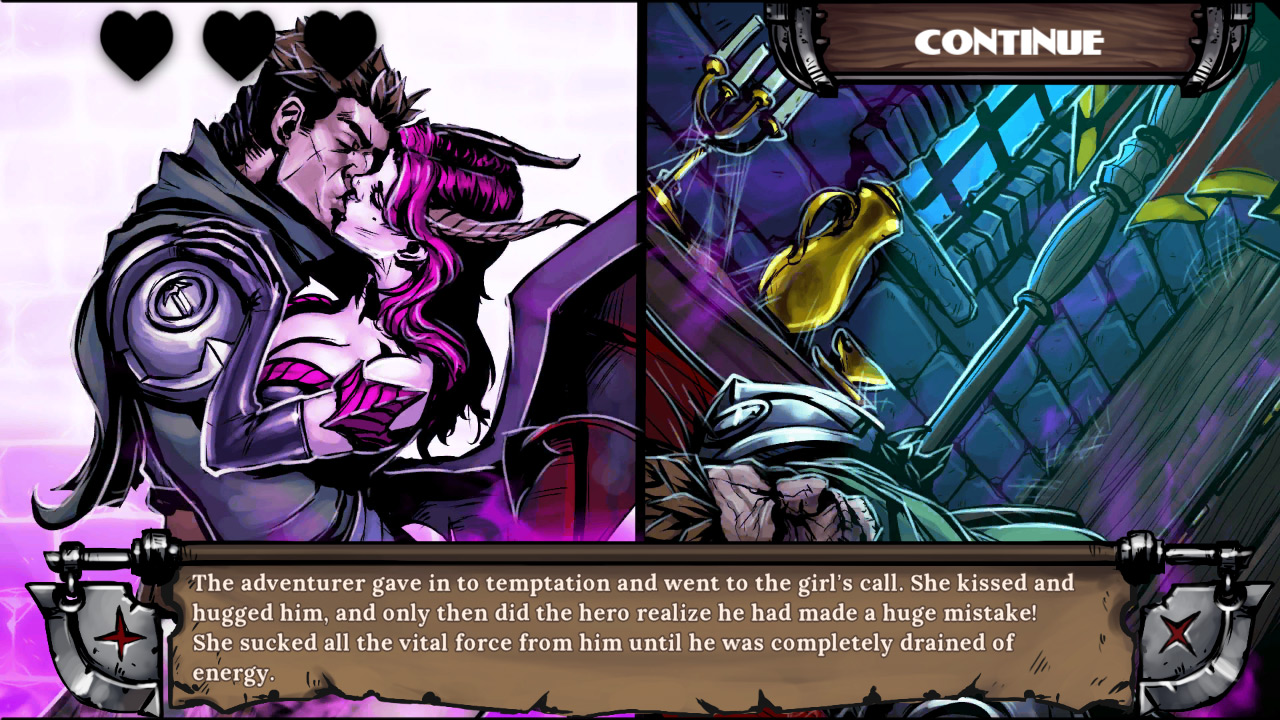 CONTINUE
The adventurer gave in to temptation and went to the girl's call. She kissed and
hugged him, and only then did the hero realize he had made a huge mistake!
She sucked all the vital force from him until he was completely drained of
energy.